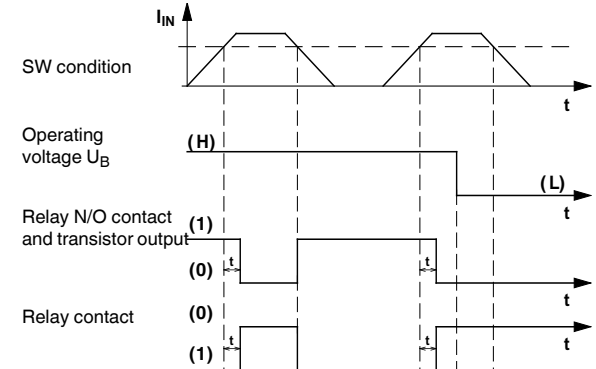 I_IN
SW condition
t
Operating
voltage U_B
(H)
(L)
t
Relay N/O contact
and transistor output
(1)
t
t
(0)
t
Relay contact
(0)
t
t
t
(1)